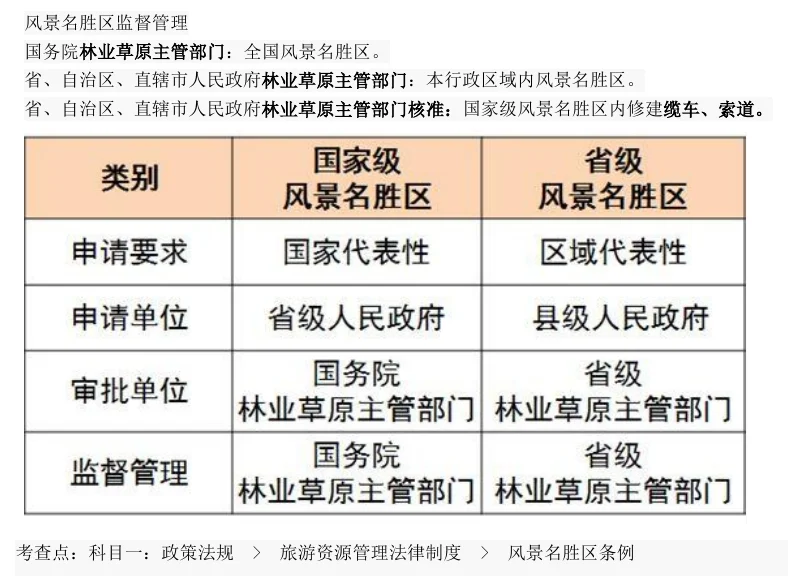 风景名胜区监督管理
国务院林业草原主管部门：全国风景名胜区。
省、自治区、直辖市人民政府林业草原主管部门：本行政区域内风景名胜区。
省、自治区、直辖市人民政府林业草原主管部门核准：国家级风景名胜区内修建缆车、索道。
类别 国家级风景名胜区 省级风景名胜区
申请要求 国家代表性 区域代表性
申请单位 省级人民政府 县级人民政府
审批单位 国务院林业草原主管部门 省级林业草原主管部门
监督管理 国务院林业草原主管部门 省级林业草原主管部门
考查点：科目一：政策法规 > 旅游资源管理法律制度 > 风景名胜区条例